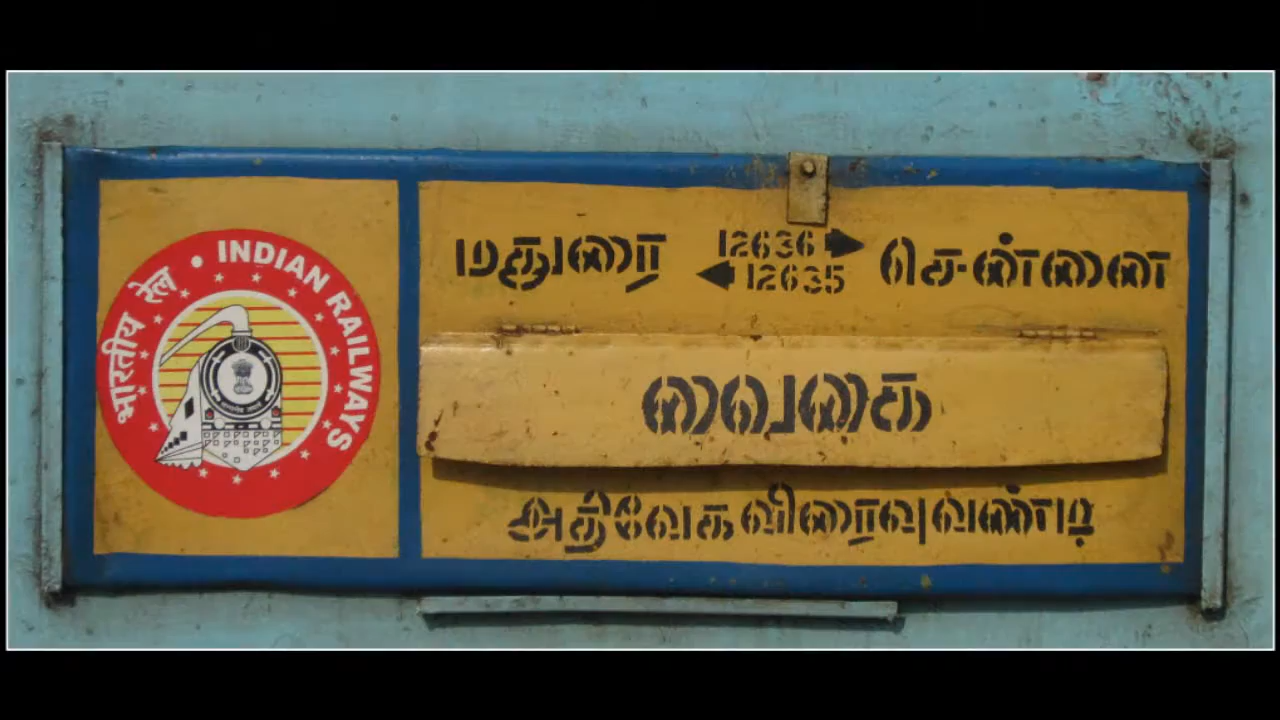 भारतीय रेल • INDIAN RAILWAYS
மதுரை 12636 → சென்னை
← 12635
வைகை
அதிவேக விரைவு வண்டி